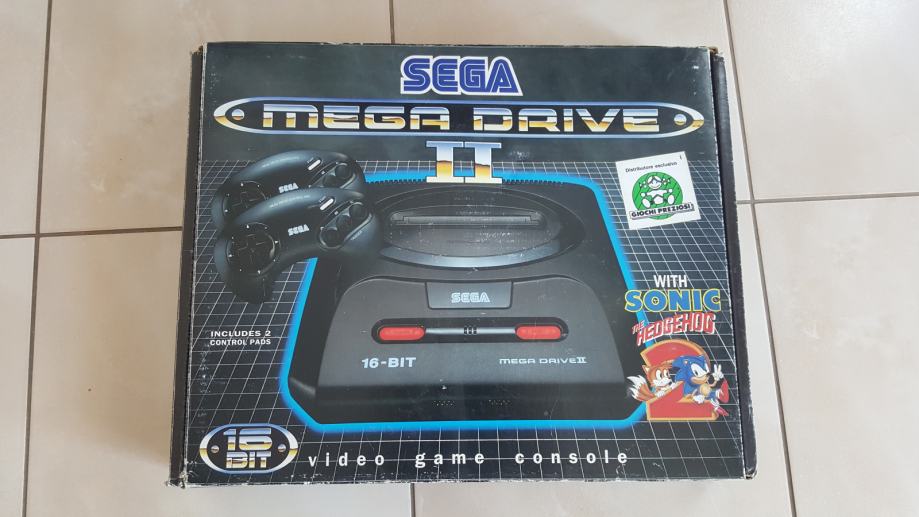 SEGA
MEGA DRIVE
II
Distributore esclusivo
GIOCHI PREZIOSI
SEGA
SEGA
SEGA
WITH
SONIC
THE HEDGEHOG
2
INCLUDES 2
CONTROL PADS
16-BIT
MEGA DRIVE II
16
BIT
video game console